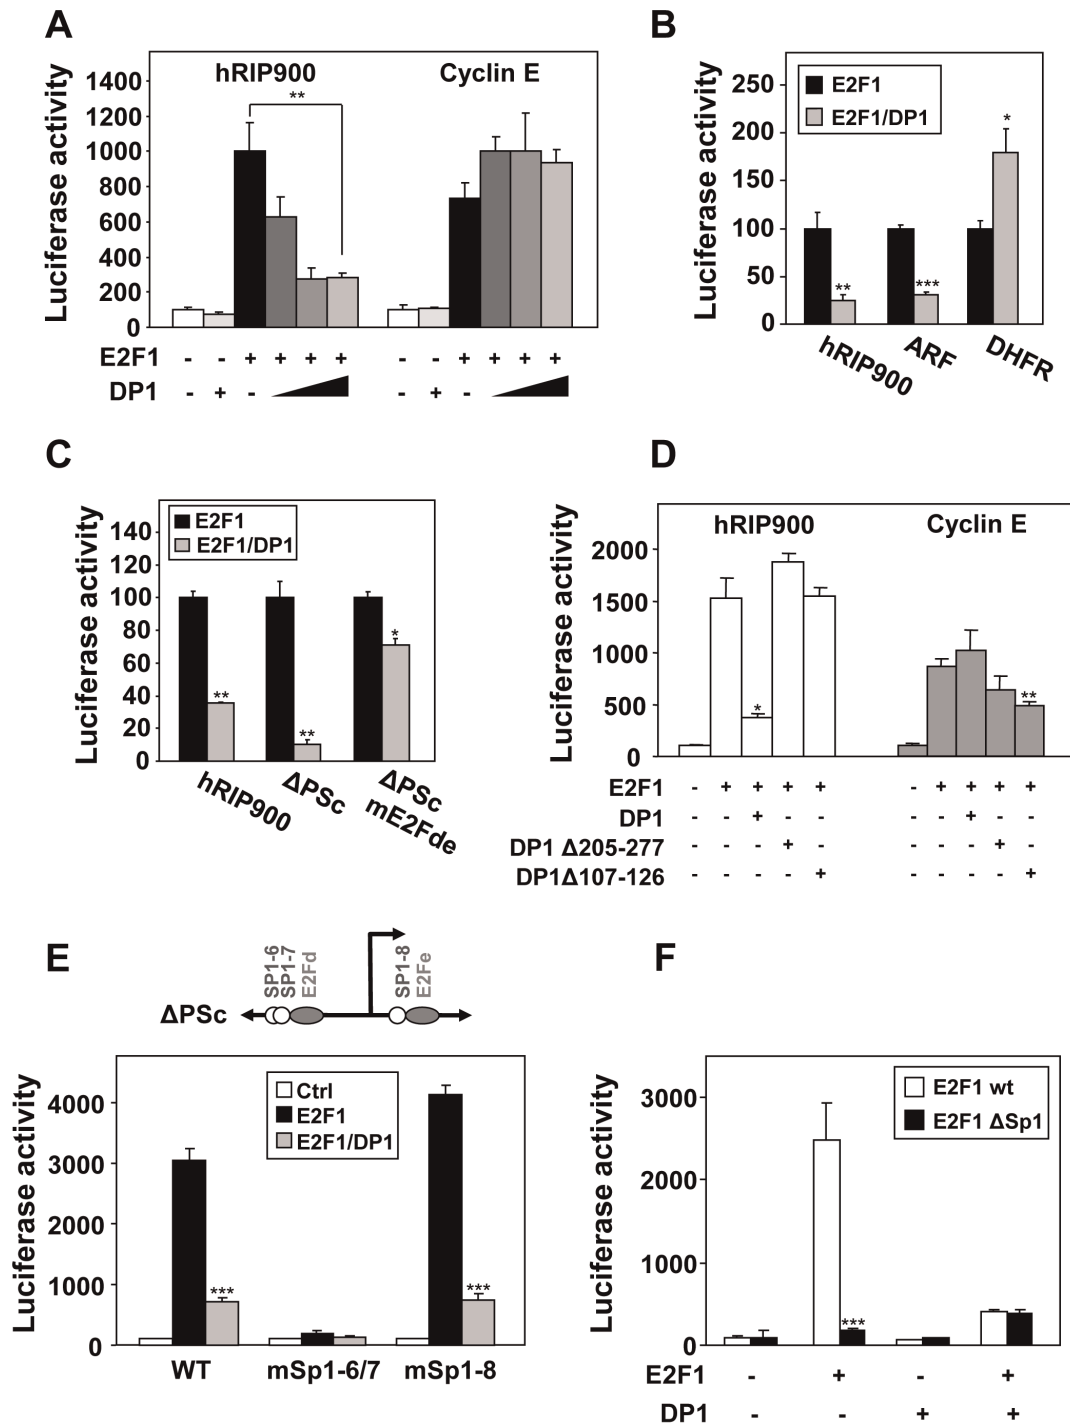 A
Luciferase activity
1400
1200
1000
800
600
400
200
0
hRIP900
Cyclin E
**
E2F1 - - + + + + - - + + + +
DP1 - + - - + -
B
Luciferase activity
250
200
150
100
50
0
E2F1
E2F1/DP1
**
***
*
hRIP900
ARF
DHFR
C
Luciferase activity
140
120
100
80
60
40
20
0
E2F1
E2F1/DP1
**
**
*
hRIP900
ΔPSc
ΔPSc
mE2Fde
D
Luciferase activity
2000
1500
1000
500
0
hRIP900
Cyclin E
*
**
E2F1 - + + + + - + + + +
DP1 - - + - - - - + - -
DP1 Δ205-277 - - - + - - - - + -
DP1Δ107-126 - - - - + - - - - +
E
SP1-6
SP1-7
E2Fd
SP1-8
E2Fe
ΔPSc
Luciferase activity
4000
3000
2000
1000
0
Ctrl
E2F1
E2F1/DP1
***
***
WT
mSp1-6/7
mSp1-8
F
Luciferase activity
3000
2000
1000
0
E2F1 wt
E2F1 ΔSp1
***
E2F1 - + - +
DP1 - - + +